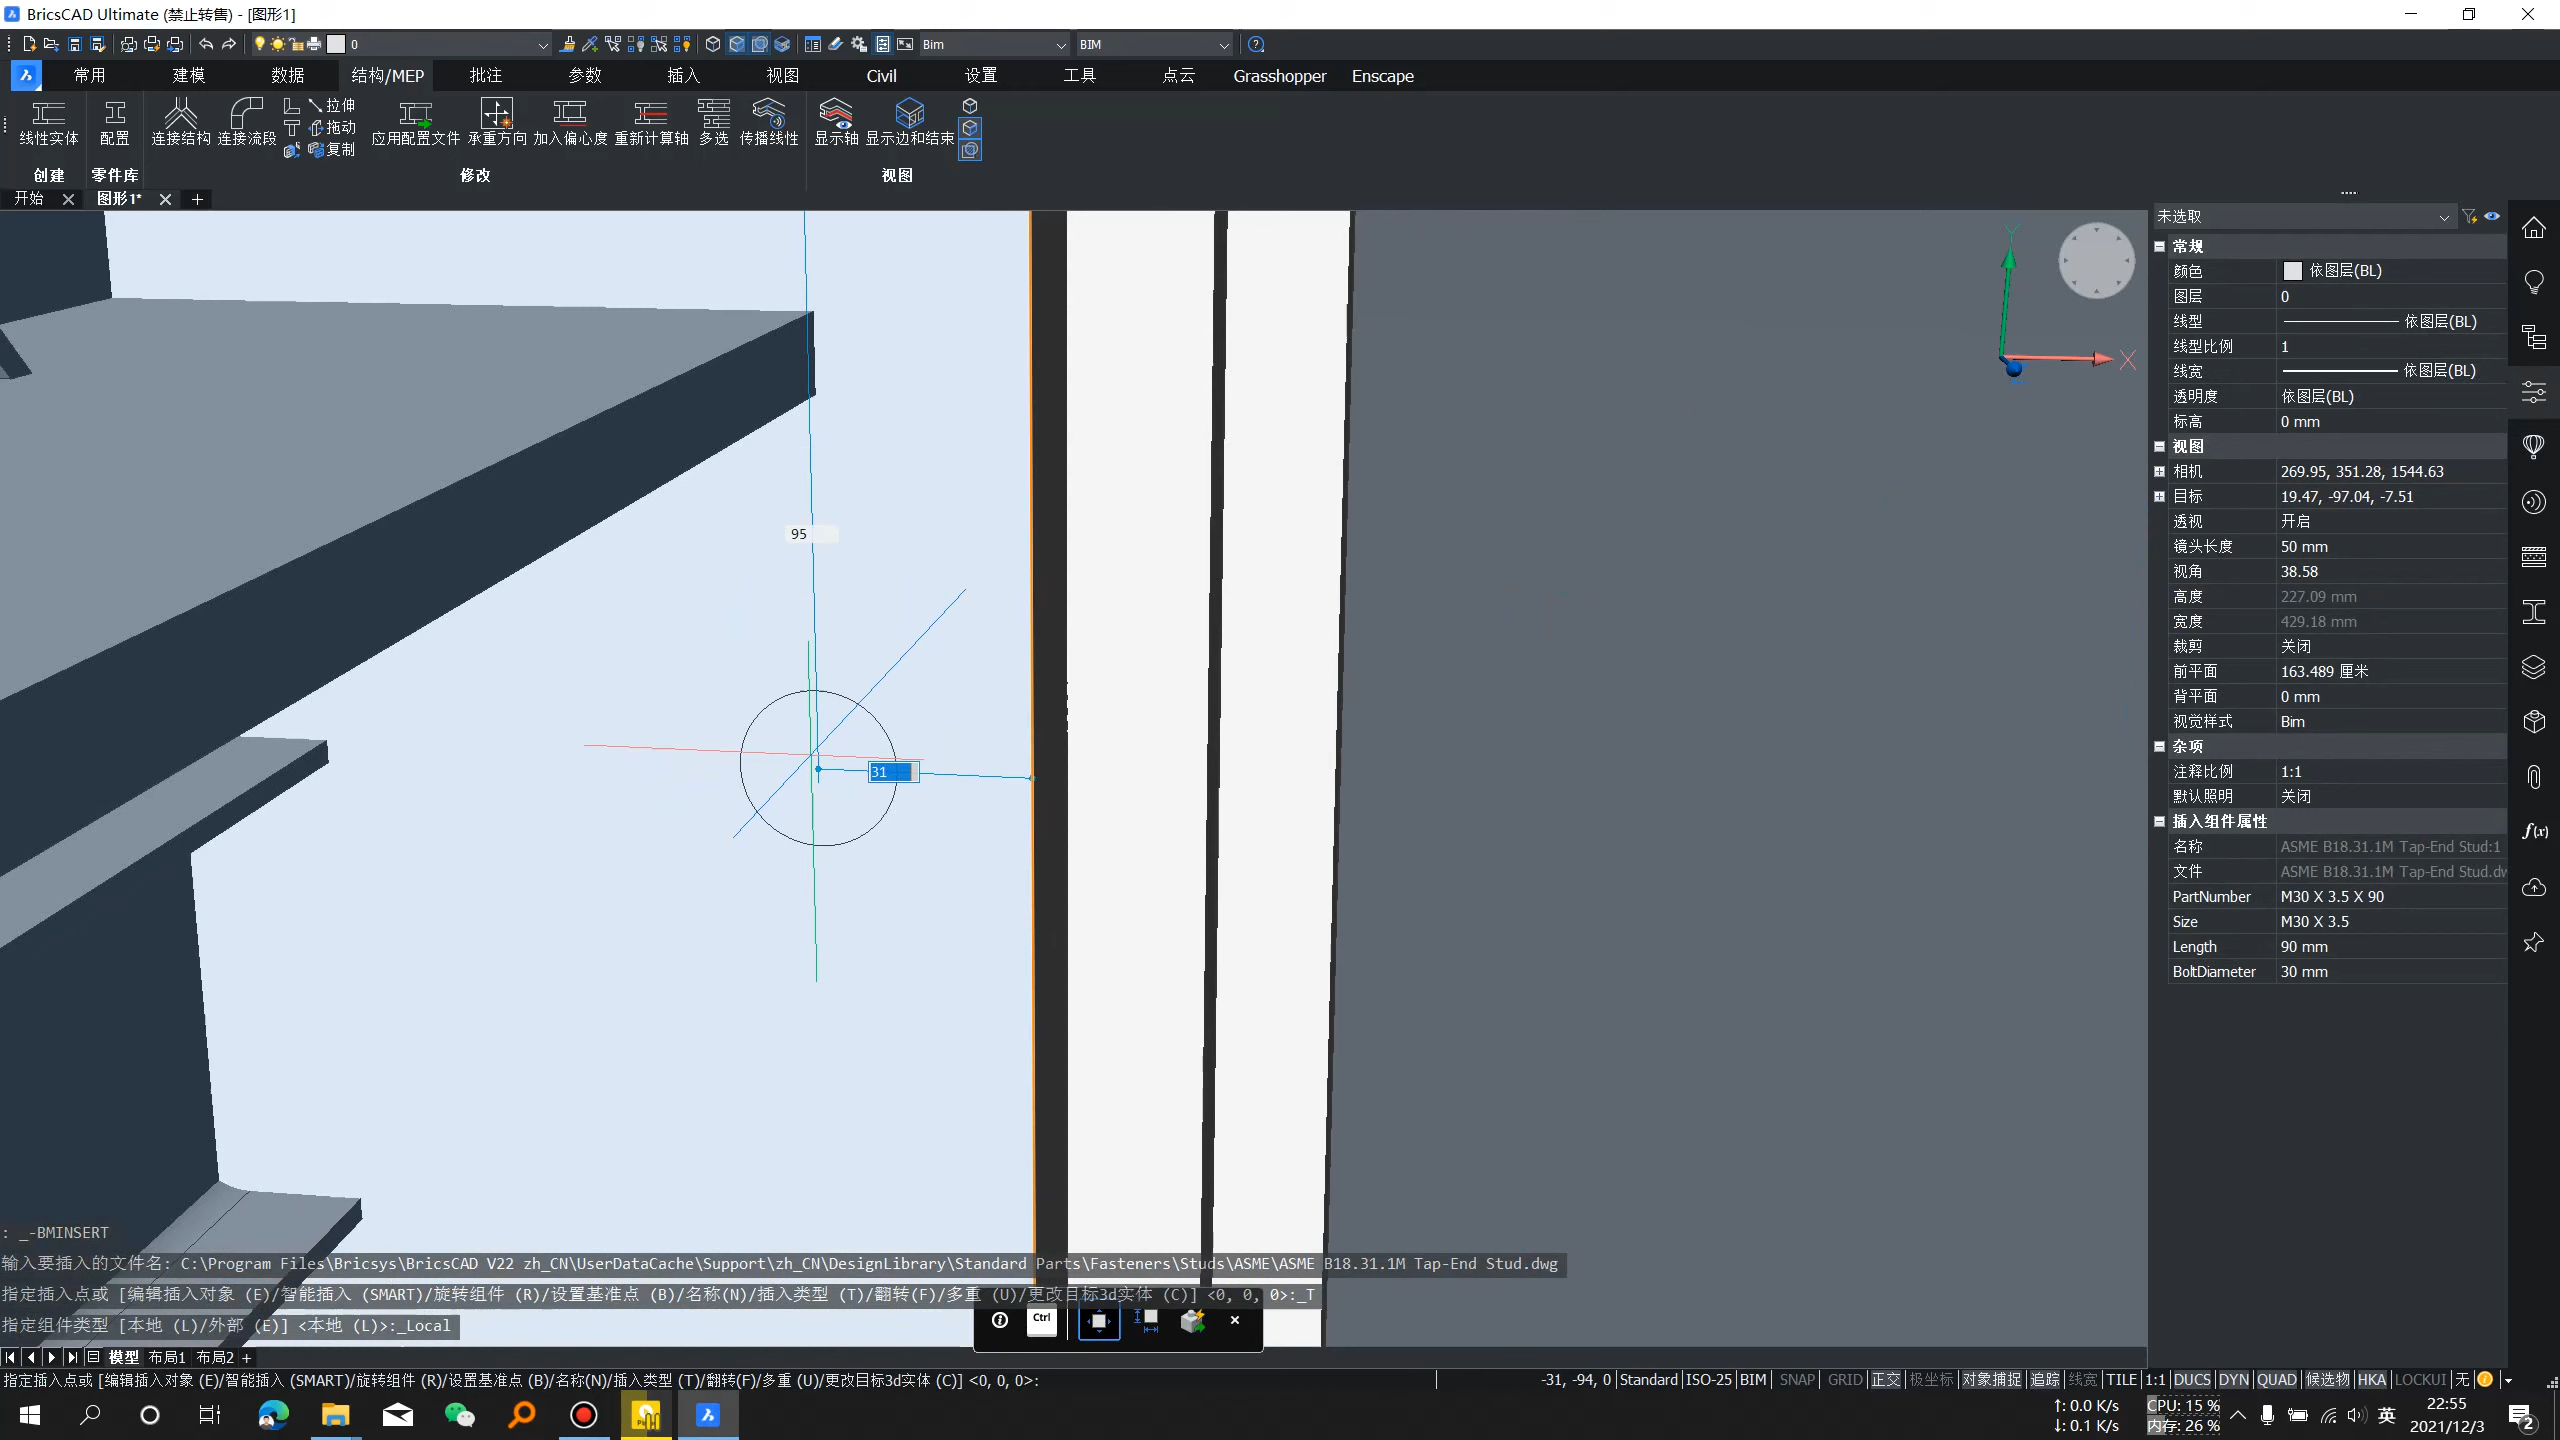 BricsCAD Ultimate (禁止转售) - [图形1]
0
Bim
BIM
常用
建模
数据
结构/MEP
批注
参数
插入
视图
Civil
设置
工具
点云
Grasshopper
Enscape
线性实体
配置
连接结构
连接流段
拉伸
拖动
复制
应用配置文件
承重方向
加入偏心度
重新计算轴
多选
传播线性
显示轴
显示边和结束
创建
零件库
修改
视图
开始
图形1*
未选取
常规
颜色 依图层(BL)
图层 0
线型 依图层(BL)
线型比例 1
线宽 依图层(BL)
透明度 依图层(BL)
标高 0 mm
视图
相机 269.95, 351.28, 1544.63
目标 19.47, -97.04, -7.51
透视 开启
镜头长度 50 mm
视角 38.58
高度 227.09 mm
宽度 429.18 mm
裁剪 关闭
前平面 163.489 厘米
背平面 0 mm
视觉样式 Bim
杂项
注释比例 1:1
默认照明 关闭
插入组件属性
名称 ASME B18.31.1M Tap-End Stud:1
文件 ASME B18.31.1M Tap-End Stud.dw
PartNumber M30 X 3.5 X 90
Size M30 X 3.5
Length 90 mm
BoltDiameter 30 mm
Y
X
95
31
: _-BMINSERT
输入要插入的文件名: C:\Program Files\Bricsys\BricsCAD V22 zh_CN\UserDataCache\Support\zh_CN\DesignLibrary\Standard Parts\Fasteners\Studs\ASME\ASME B18.31.1M Tap-End Stud.dwg
指定插入点或 [编辑插入对象 (E)/智能插入 (SMART)/旋转组件 (R)/设置基准点 (B)/名称(N)/插入类型 (T)/翻转(F)/多重 (U)/更改目标3d实体 (C)] <0, 0, 0>:_T
指定组件类型 [本地 (L)/外部 (E)] <本地 (L)>:_Local
Ctrl
模型 布局1 布局2 +
指定插入点或 [编辑插入对象 (E)/智能插入 (SMART)/旋转组件 (R)/设置基准点 (B)/名称(N)/插入类型 (T)/翻转(F)/多重 (U)/更改目标3d实体 (C)] <0, 0, 0>:
-31, -94, 0 Standard ISO-25 BIM SNAP GRID 正交 极坐标 对象捕捉 追踪 线宽 TILE 1:1 DUCS DYN QUAD 候选物 HKA LOCKUI 无
↑: 0.0 K/s
↓: 0.1 K/s
CPU: 15 %
内存: 26 %
英
22:55
2021/12/3
2